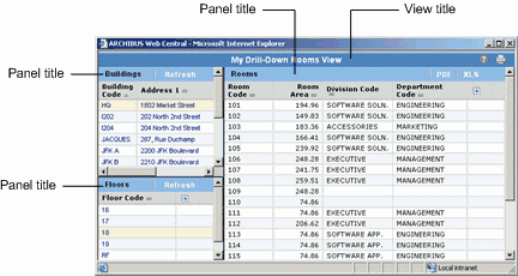 Panel title
View title
ARCHIBUS Web Central - Microsoft Internet Explorer
My Drill-Down Rooms View
Panel title
Buildings Refresh
Building Code Address 1
HQ 1802 Market Street
I202 202 North 2nd Street
I204 204 North 2nd Street
JACQUES 267, Rue Duchamp
JFK A 2200 JFK Boulevard
JFK B 2210 JFK Boulevard
Panel title
Floors Refresh
Floor Code
16
17
18
19
RF
Rooms PDF XLS
Room Code Room Area Division Code Department Code
101 194.96 SOFTWARE SOLN. ENGINEERING
102 149.83 SOFTWARE SOLN. ENGINEERING
103 183.36 ACCESSORIES MARKETING
104 166.41 SOFTWARE SOLN. ENGINEERING
105 239.92 SOFTWARE SOLN. ENGINEERING
106 248.28 EXECUTIVE MANAGEMENT
107 241.75 EXECUTIVE MANAGEMENT
108 259.51 EXECUTIVE MANAGEMENT
109 248.28
110 74.86
111 74.86 EXECUTIVE MANAGEMENT
112 206.62 EXECUTIVE MANAGEMENT
113 74.86 SOFTWARE APP. ENGINEERING
114 74.86 SOFTWARE APP. ENGINEERING
115 74.86 SOFTWARE APP. ENGINEERING
Local intranet